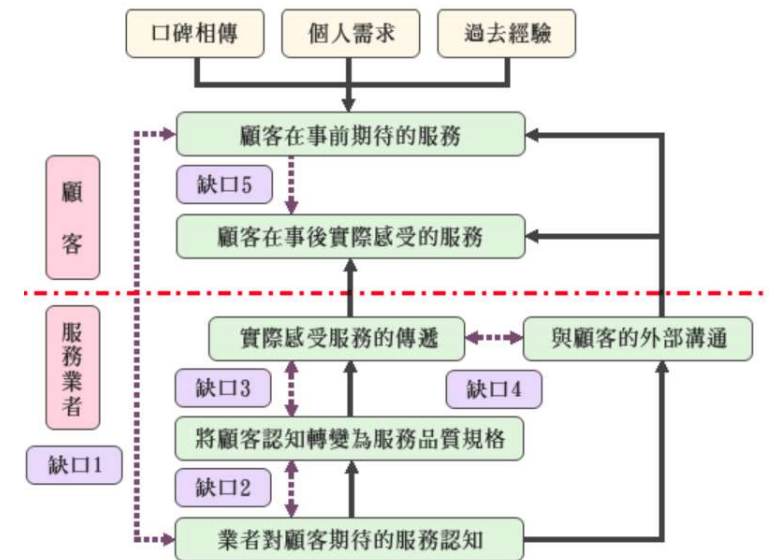 口碑相傳
個人需求
過去經驗
顧客在事前期待的服務
缺口5
顧客
顧客在事後實際感受的服務
服務業者
實際感受服務的傳遞
與顧客的外部溝通
缺口3
缺口4
將顧客認知轉變為服務品質規格
缺口1
缺口2
業者對顧客期待的服務認知